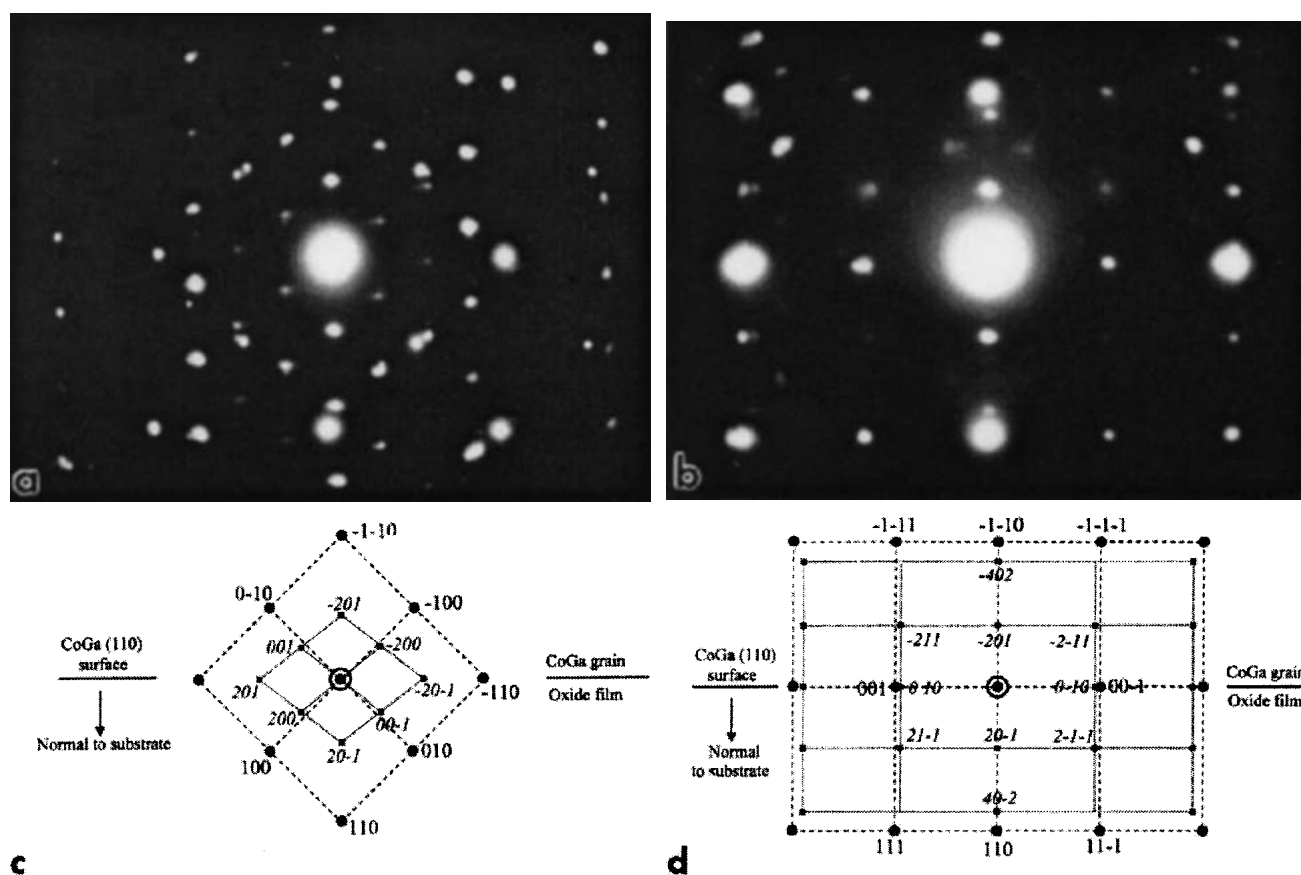 a
b
-1-10
0-10
-201
-100
001
-200
CoGa (110)
surface
CoGa grain
Oxide film
201
-20-1
-110
Normal to substrate
200
00-1
100
20-1
010
110
c
-1-11
-1-10
-1-1-1
-402
-211
-201
-2-11
CoGa (110)
surface
CoGa grain
Oxide film
001
010
0-10
00-1
Normal
to substrate
21-1
20-1
2-1-1
40-2
111
110
11-1
d